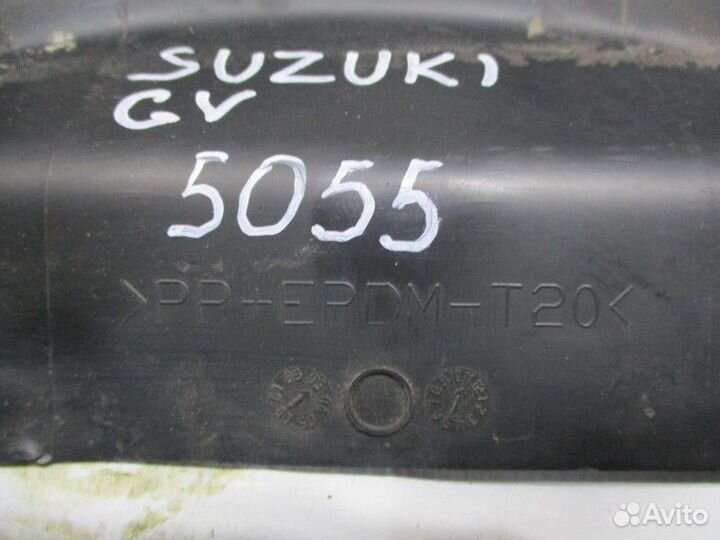 SUZUKI
GV
5055
>PP+EPDM-T20<
Avito